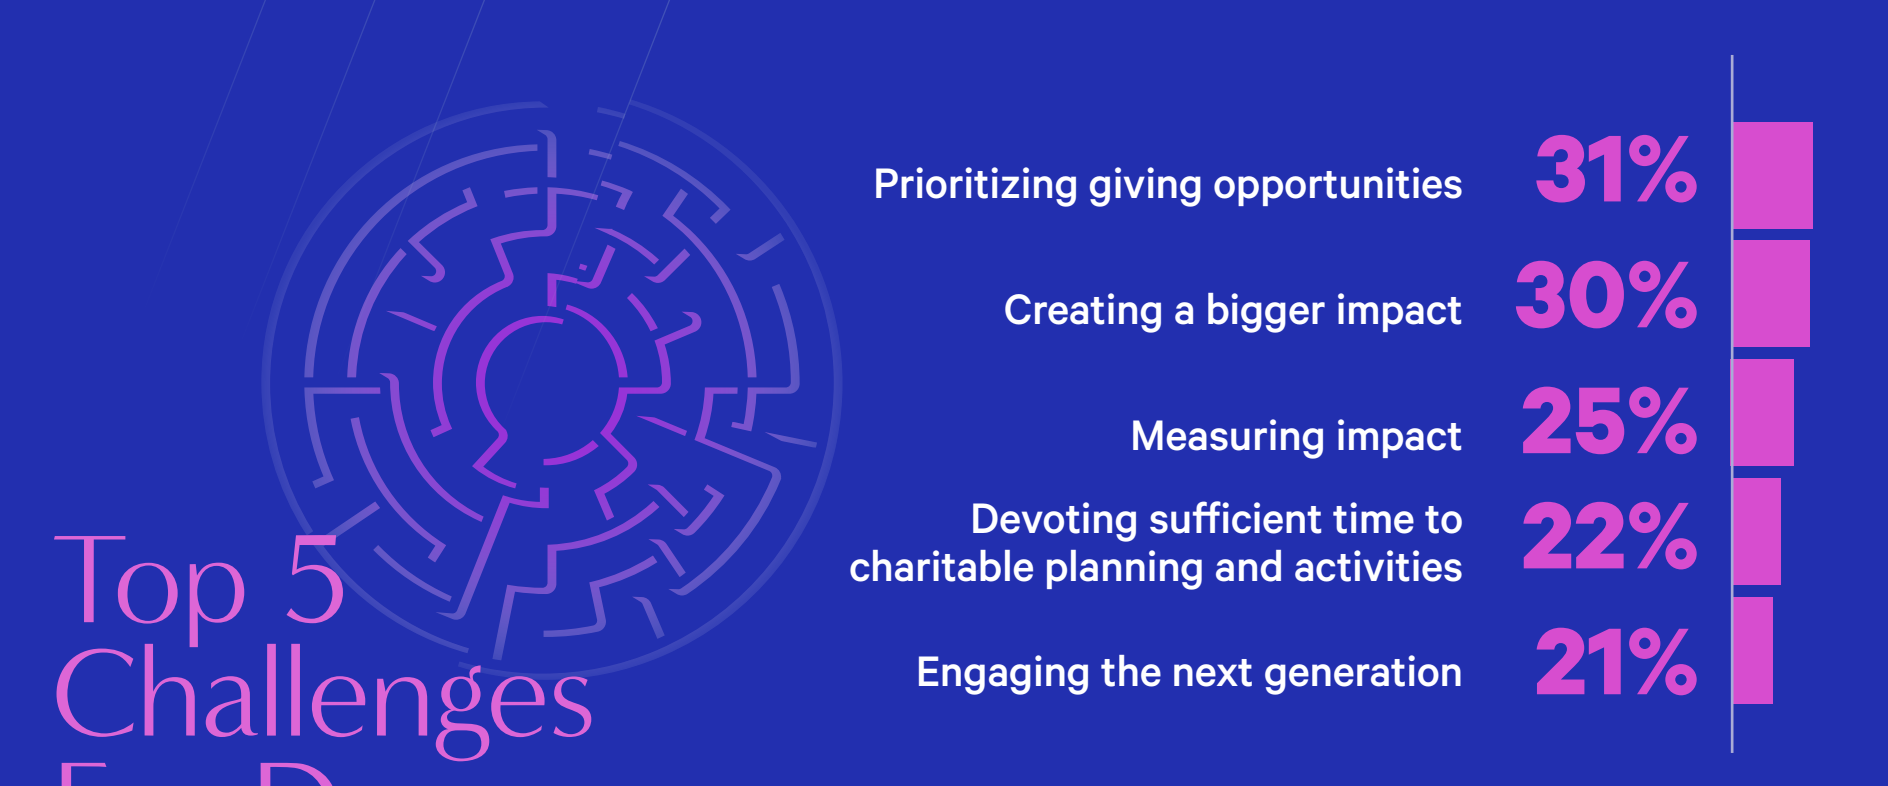 Prioritizing giving opportunities 31%
Creating a bigger impact 30%
Measuring impact 25%
Devoting sufficient time to
charitable planning and activities 22%
Engaging the next generation 21%
Top 5
Challenges